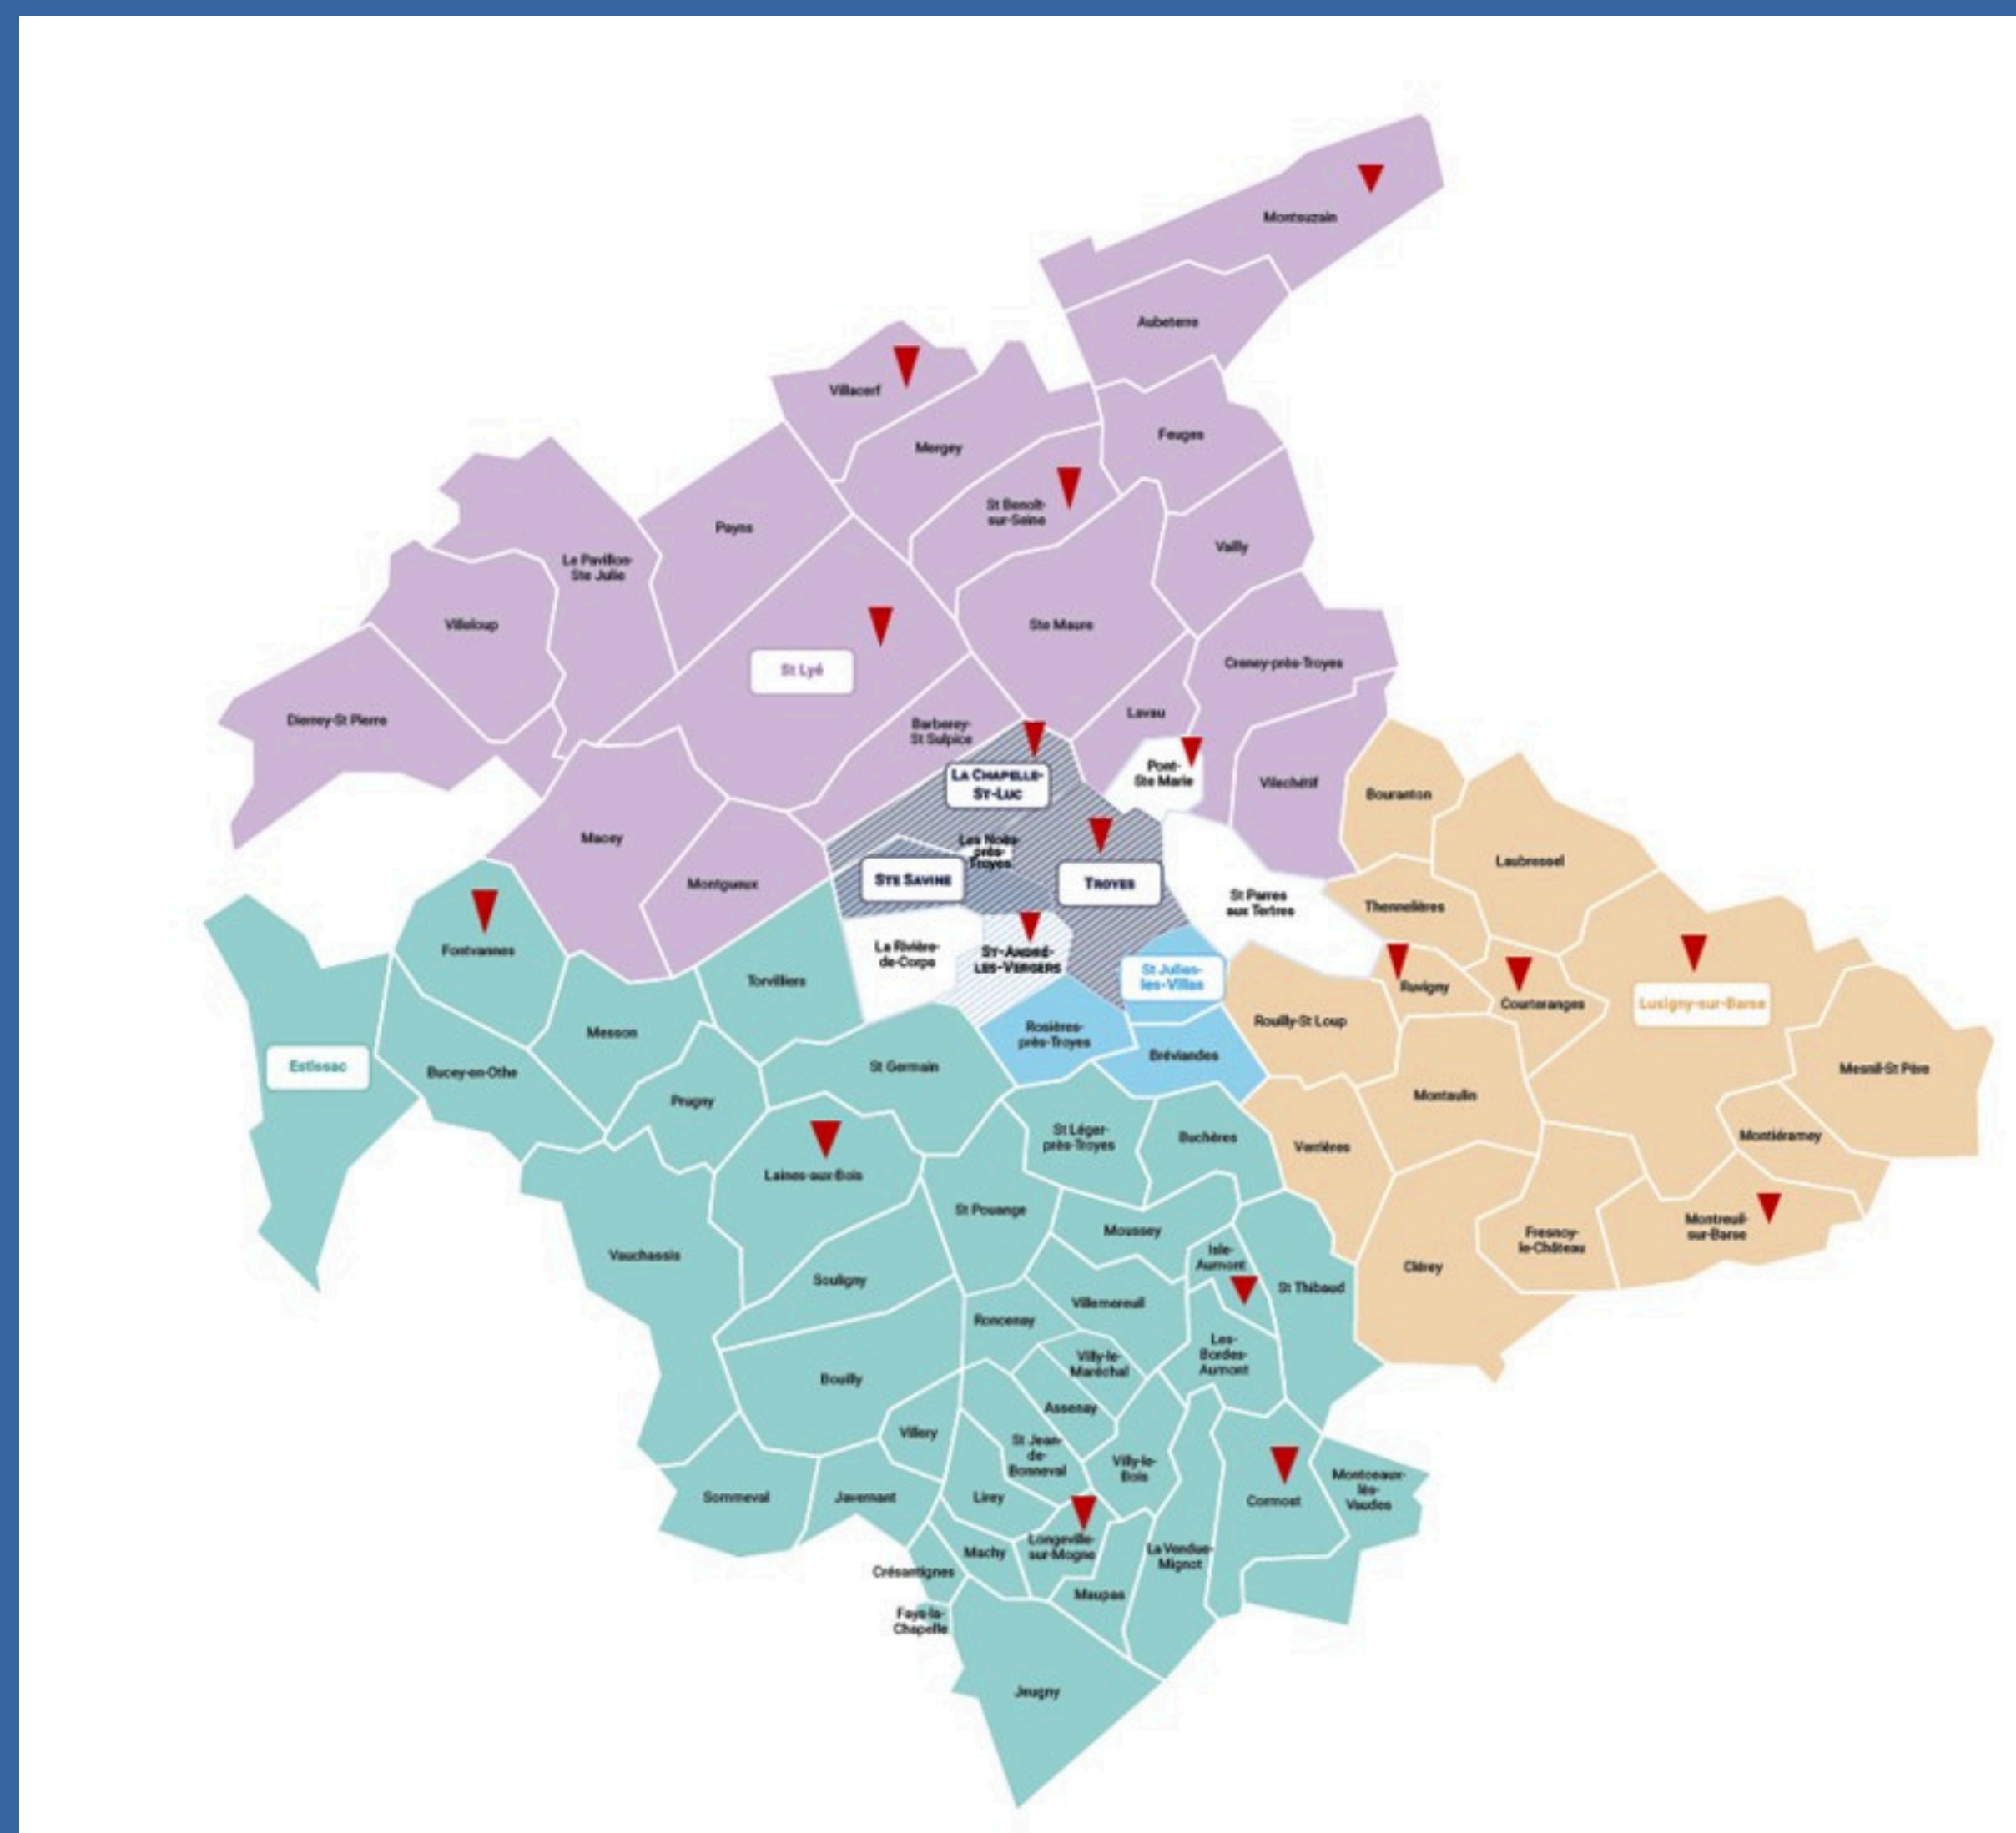 Montsuzain
Aubeterre
Villacerf
Feuges
Mergey
St Benoît-
sur-Seine
Payns
Vailly
Le Pavillon-
Ste Julie
Villeloup
Ste Maure
Creney-près-Troyes
St Lyé
Dierrey-St Pierre
Lavau
Barberey-
St Sulpice
Pont-
Ste Marie
LA CHAPELLE-
ST-LUC
Vilechétif
Bouranton
Macey
Les Noës-
près-
Troyes
Laubressel
STE SAVINE
TROYES
Montgueux
St Parres
aux Tertres
Thennelières
Fontvannes
La Rivière-
de-Corps
ST-ANDRÉ-
LES-VERGERS
Torvilliers
St Julien-
les-Villas
Ruvigny
Courteranges
Lusigny-sur-Barse
Rouilly-St Loup
Messon
Rosières-
près-Troyes
Bréviandes
Estissac
Bucey-en-Othe
St Germain
Mesnil-St Père
Prugny
Montaulin
St Léger-
près-Troyes
Buchères
Verrières
Montiéramey
Laines-aux-Bois
St Pouange
Moussey
Montreuil-
sur-Barse
Fresnoy-
le-Château
Vauchassis
Isle-
Aumont
Clérey
Souligny
St Thibaud
Villemereuil
Roncenay
Les-
Bordes-
Aumont
Villy-le-
Maréchal
Bouilly
Assenay
Villery
St Jean-
de-
Bonneval
Villy-le-
Bois
Montceaux-
lès-
Vaudes
Sommeval
Javernant
Lirey
Cormost
Longeville-
sur-Mogne
Machy
La Vendue-
Mignot
Crésantignes
Maupas
Fays-la-
Chapelle
Jeugny